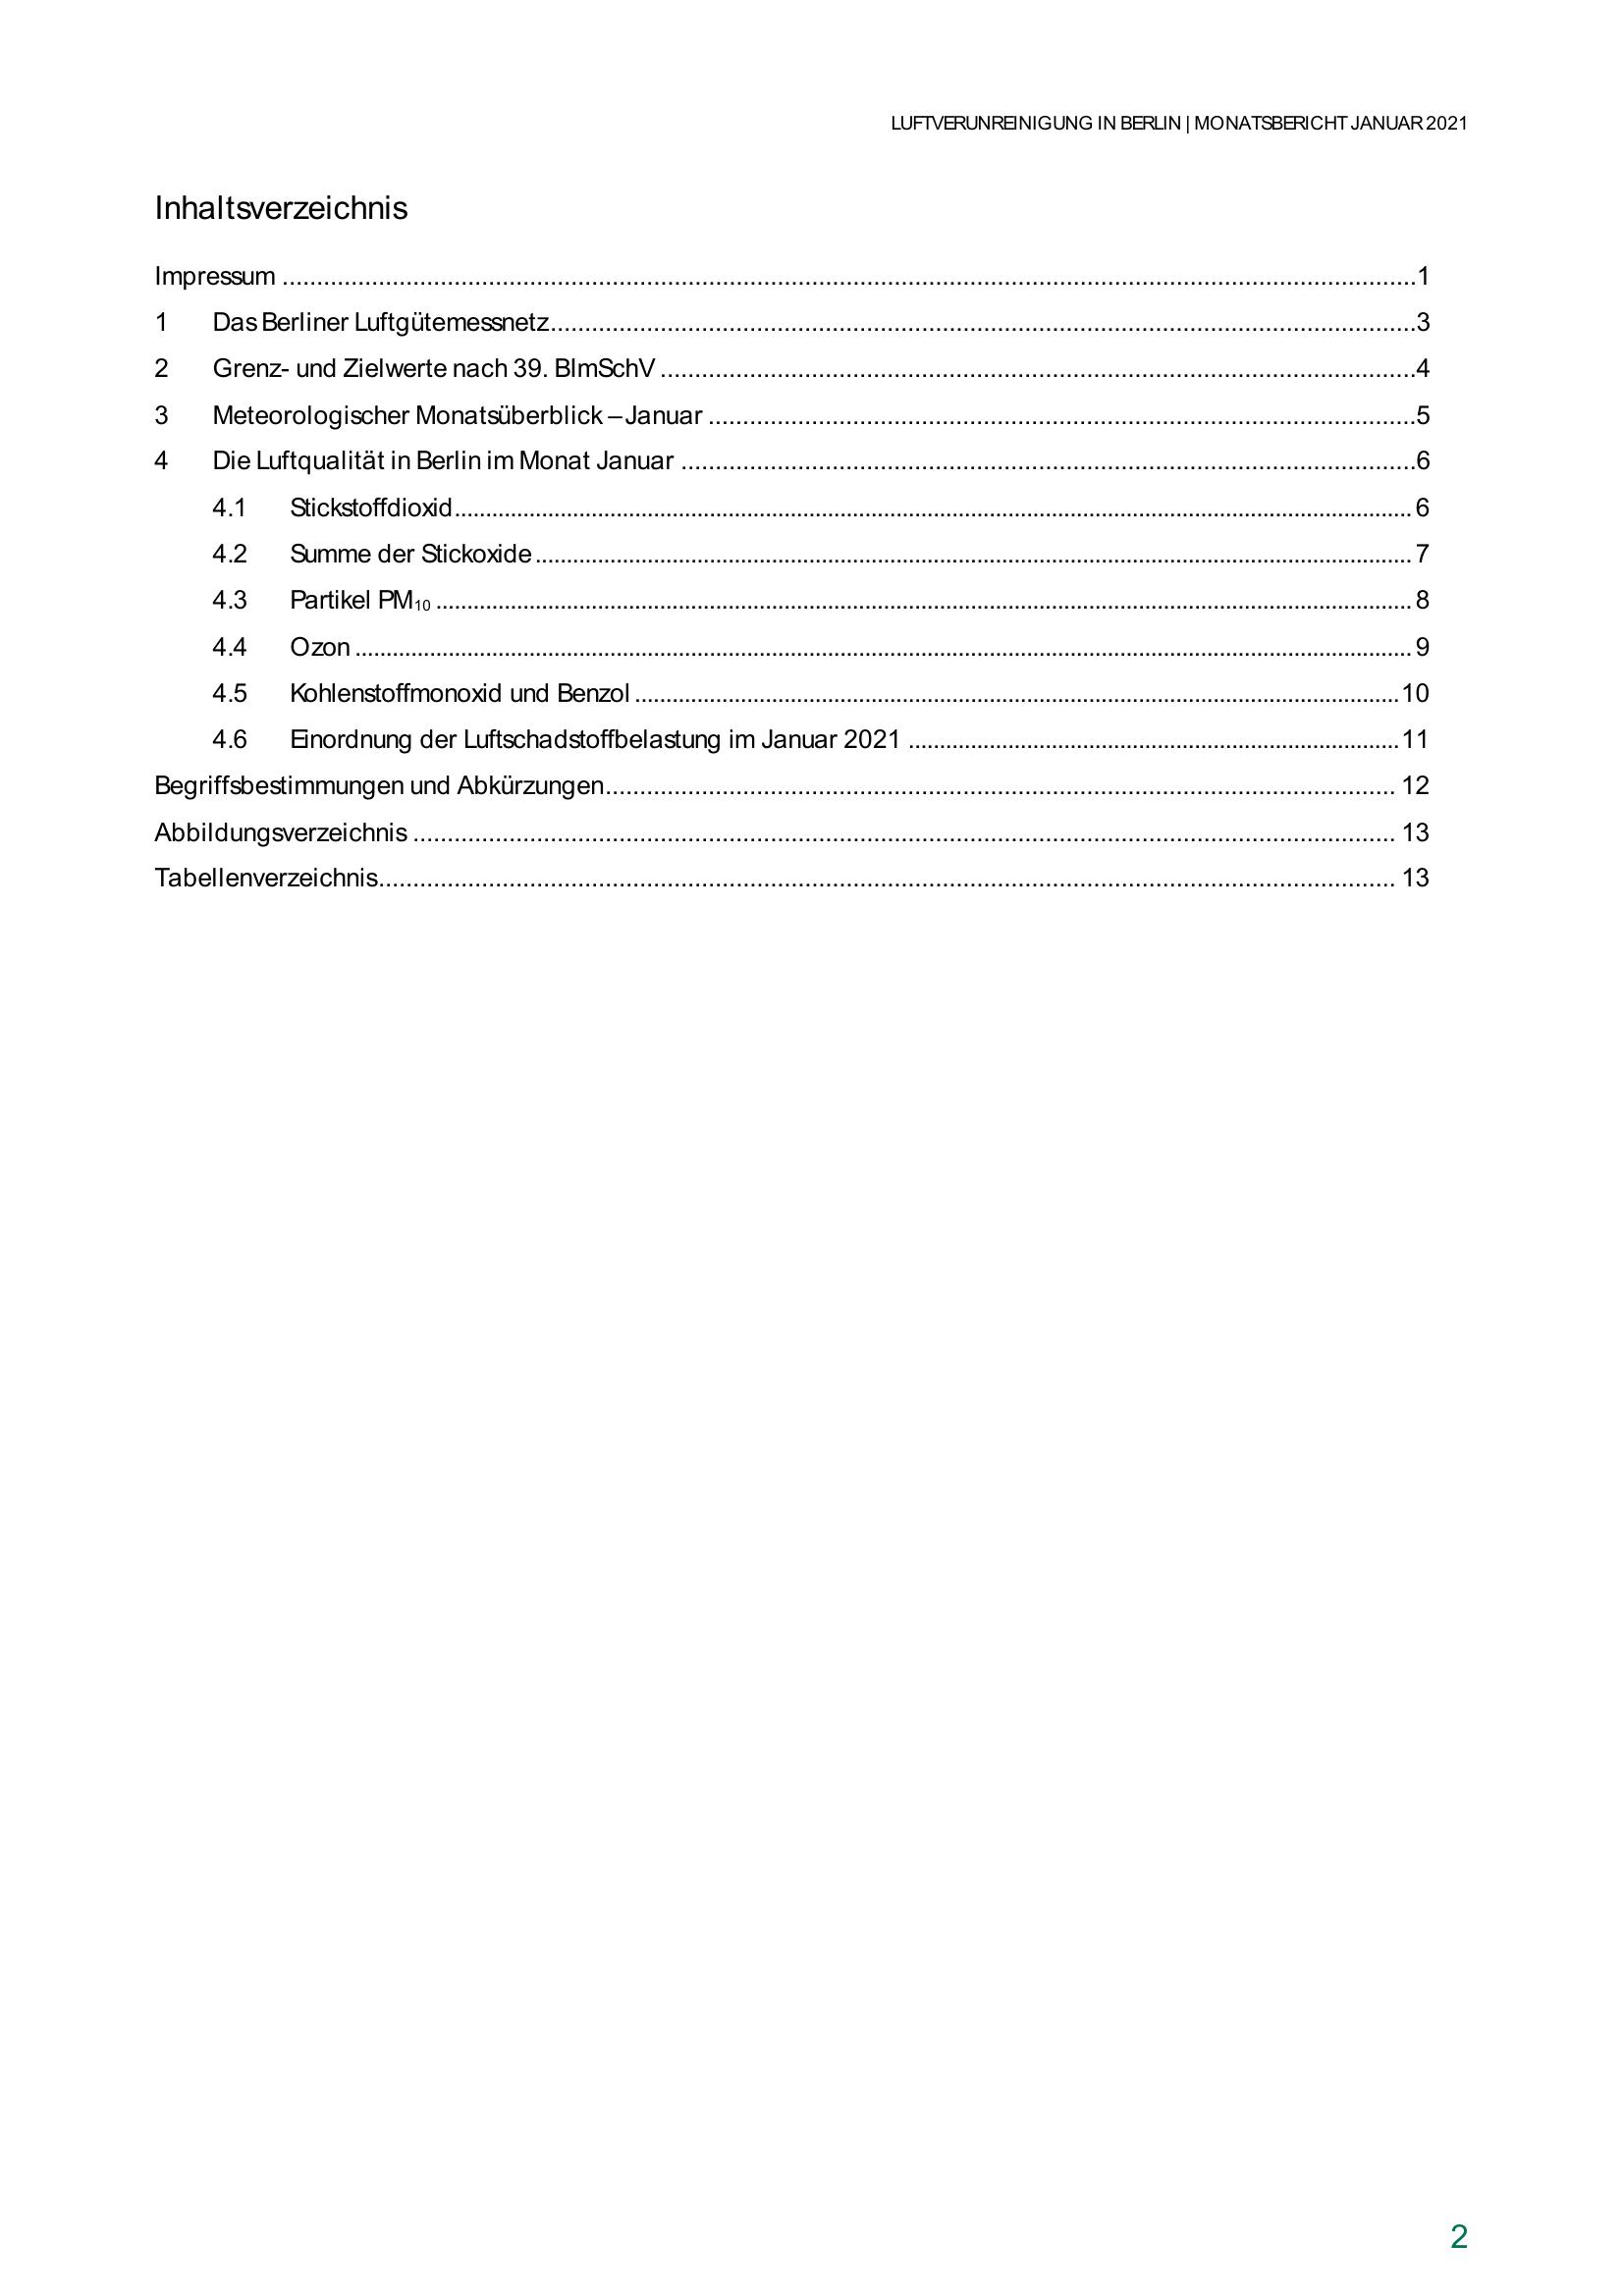 LUFTVERUNREINIGUNG IN BERLIN | MONATSBERICHT JANUAR 2021
Inhaltsverzeichnis
Impressum ........................................................................................................................................1
1 Das Berliner Luftgütemessnetz........................................................................................................3
2 Grenz- und Zielwerte nach 39. BImSchV ........................................................................................4
3 Meteorologischer Monatsüberblick – Januar ..................................................................................5
4 Die Luftqualität in Berlin im Monat Januar .....................................................................................6
4.1 Stickstoffdioxid........................................................................................................................ 6
4.2 Summe der Stickoxide ............................................................................................................. 7
4.3 Partikel PM₁₀ .......................................................................................................................... 8
4.4 Ozon ....................................................................................................................................... 9
4.5 Kohlenstoffmonoxid und Benzol ............................................................................................ 10
4.6 Einordnung der Luftschadstoffbelastung im Januar 2021 ...................................................... 11
Begriffsbestimmungen und Abkürzungen...................................................................................... 12
Abbildungsverzeichnis .................................................................................................................. 13
Tabellenverzeichnis....................................................................................................................... 13
2